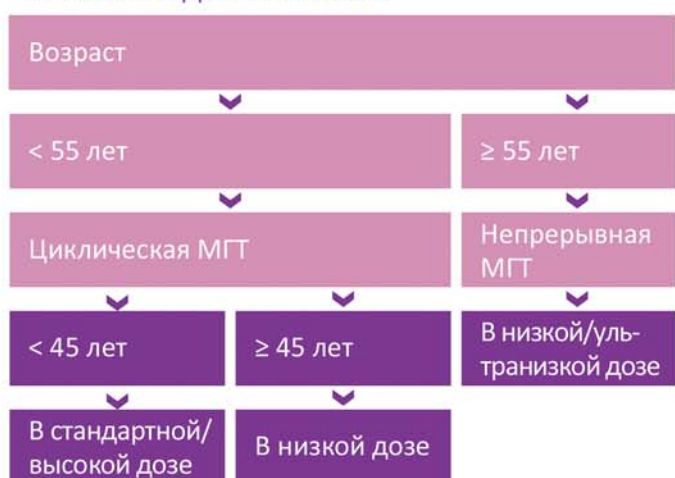 Возраст
< 55 лет
≥ 55 лет
Циклическая МГТ
Непрерывная
МГТ
< 45 лет
≥ 45 лет
В низкой/уль-
транизкой дозе
В стандартной/
высокой дозе
В низкой дозе